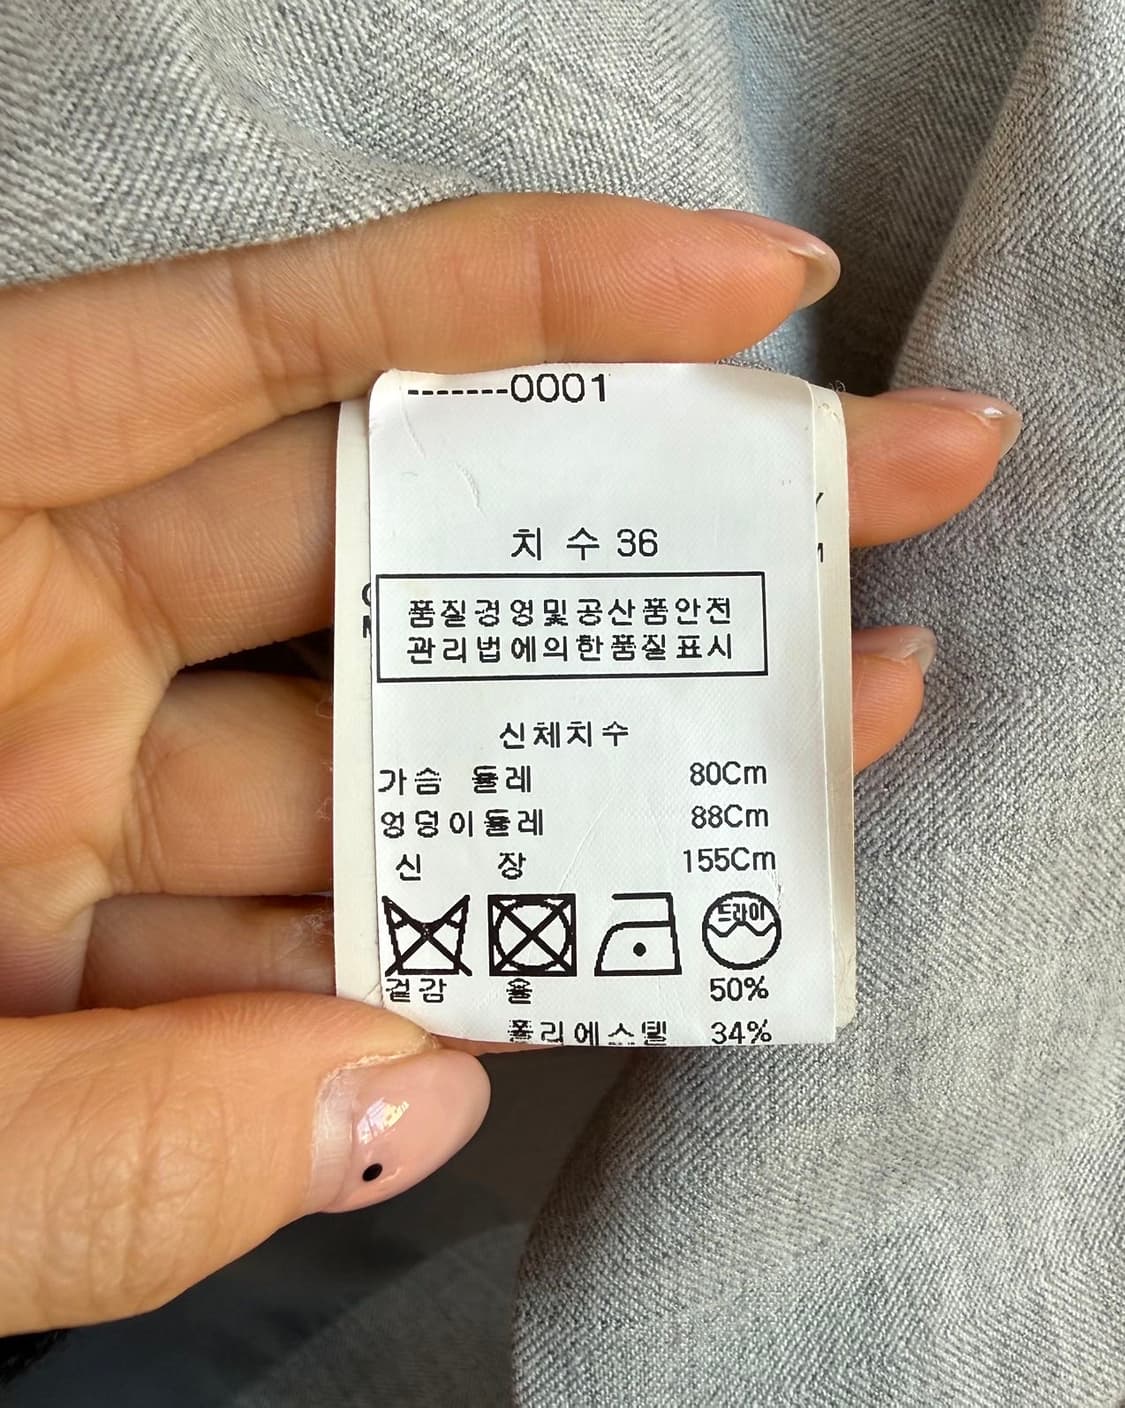 -------0001
치 수 36
품질경영및공산품안전
관리법에의한품질표시
신체치수
가슴 둘레 80Cm
엉덩이둘레 88Cm
신 장 155Cm
드라이
겉감 울 50%
폴리에스텔 34%